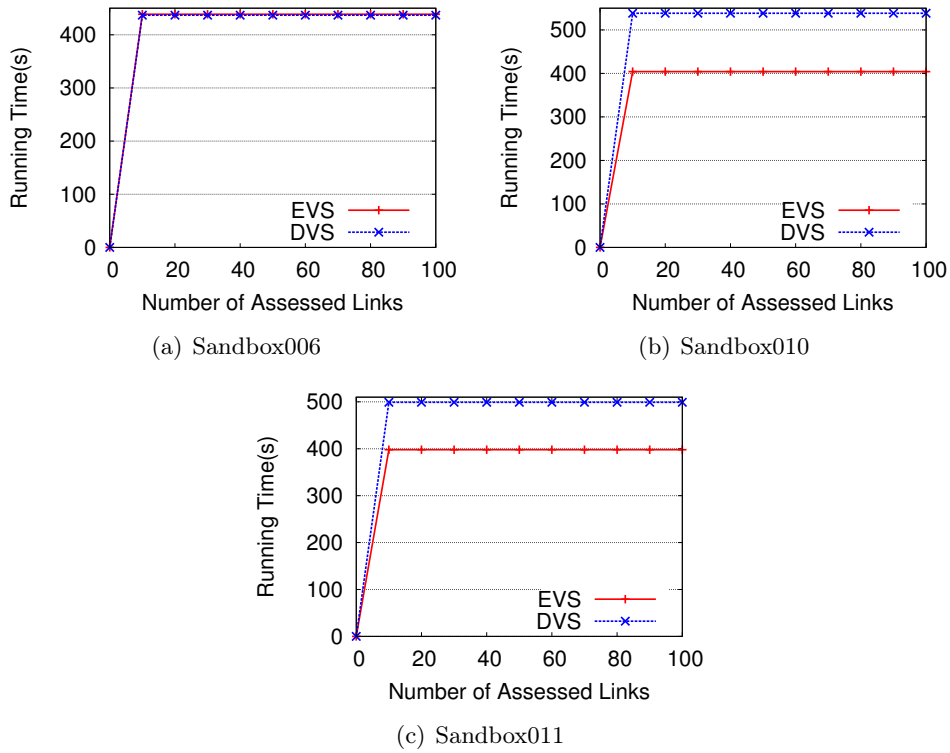 Running Time(s)
400
300
200
100
0
EVS
DVS
0 20 40 60 80 100
Number of Assessed Links
(a) Sandbox006
Running Time(s)
500
400
300
200
100
0
EVS
DVS
0 20 40 60 80 100
Number of Assessed Links
(b) Sandbox010
Running Time(s)
500
400
300
200
100
0
EVS
DVS
0 20 40 60 80 100
Number of Assessed Links
(c) Sandbox011